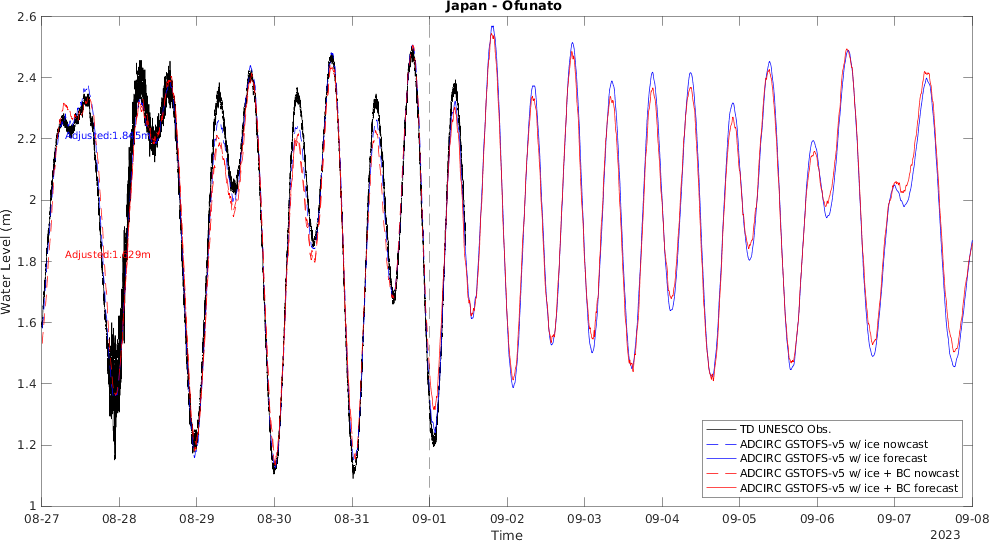 Japan - Ofunato
2.6
2.4
2.2
2
1.8
1.6
1.4
1.2
1
Water Level (m)
Adjusted:1.845m
Adjusted:1.829m
TD UNESCO Obs.
ADCIRC GSTOFS-v5 w/ ice nowcast
ADCIRC GSTOFS-v5 w/ ice forecast
ADCIRC GSTOFS-v5 w/ ice + BC nowcast
ADCIRC GSTOFS-v5 w/ ice + BC forecast
08-27 08-28 08-29 08-30 08-31 09-01 09-02 09-03 09-04 09-05 09-06 09-07 09-08
Time
2023